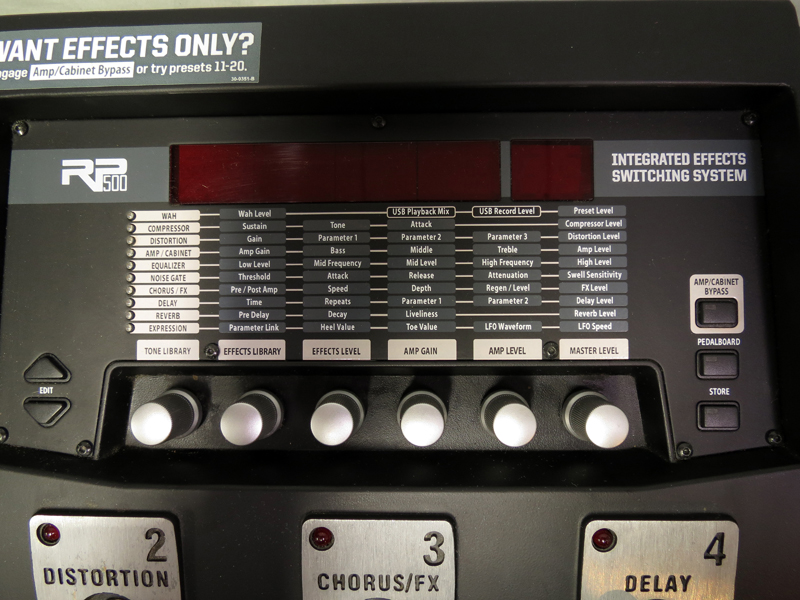 WANT EFFECTS ONLY?
ngage Amp/Cabinet Bypass or try presets 11-20.
RP500
INTEGRATED EFFECTS
SWITCHING SYSTEM
WAH Wah Level USB Playback Mix USB Record Level Preset Level
COMPRESSOR Sustain Tone Attack Compressor Level
DISTORTION Gain Parameter 1 Parameter 2 Parameter 3 Distortion Level
AMP / CABINET Amp Gain Bass Middle Treble Amp Level
EQUALIZER Low Level Mid Frequency Mid Level High Frequency High Level
NOISE GATE Threshold Attack Release Attenuation Swell Sensitivity
CHORUS / FX Pre / Post Amp Speed Depth Regen / Level FX Level
DELAY Time Repeats Parameter 1 Parameter 2 Delay Level
REVERB Pre Delay Decay Liveliness Reverb Level
EXPRESSION Parameter Link Heel Value Toe Value LFO Waveform LFO Speed
TONE LIBRARY EFFECTS LIBRARY EFFECTS LEVEL AMP GAIN AMP LEVEL MASTER LEVEL
EDIT
AMP/CABINET
BYPASS
PEDALBOARD
STORE
2
DISTORTION
3
CHORUS/FX
4
DELAY